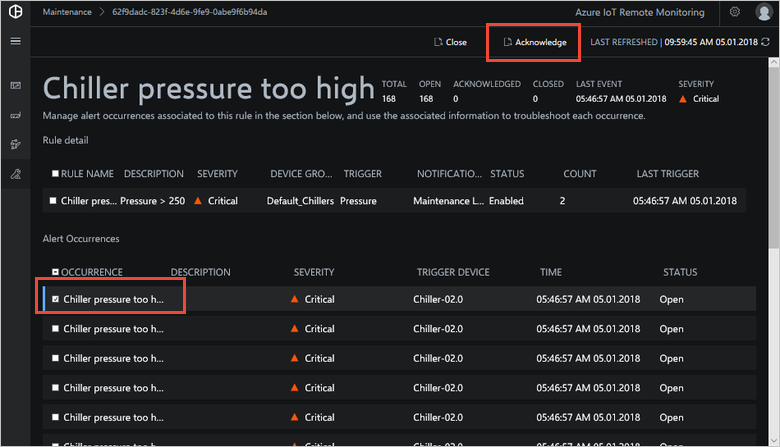 Maintenance > 62f9dadc-823f-4d6e-9fe9-0abe9f6b94da Azure IoT Remote Monitoring
Close Acknowledge LAST REFRESHED | 09:59:45 AM 05.01.2018
Chiller pressure too high
TOTAL OPEN ACKNOWLEDGED CLOSED LAST EVENT SEVERITY
168 168 0 0 05:46:57 AM 05.01.2018 Critical
Manage alert occurrences associated to this rule in the section below, and use the associated information to troubleshoot each occurrence.
Rule detail
RULE NAME DESCRIPTION SEVERITY DEVICE GRO... TRIGGER NOTIFICATIO... STATUS COUNT LAST TRIGGER
Chiller pres... Pressure > 250 Critical Default_Chillers Pressure Maintenance L... Enabled 2 05:46:57 AM 05.01.2018
Alert Occurrences
OCCURRENCE DESCRIPTION SEVERITY TRIGGER DEVICE TIME STATUS
Chiller pressure too h... Critical Chiller-02.0 05:46:57 AM 05.01.2018 Open
Chiller pressure too h... Critical Chiller-02.0 05:46:57 AM 05.01.2018 Open
Chiller pressure too h... Critical Chiller-02.0 05:46:57 AM 05.01.2018 Open
Chiller pressure too h... Critical Chiller-02.0 05:46:57 AM 05.01.2018 Open
Chiller pressure too h... Critical Chiller-02.0 05:46:57 AM 05.01.2018 Open